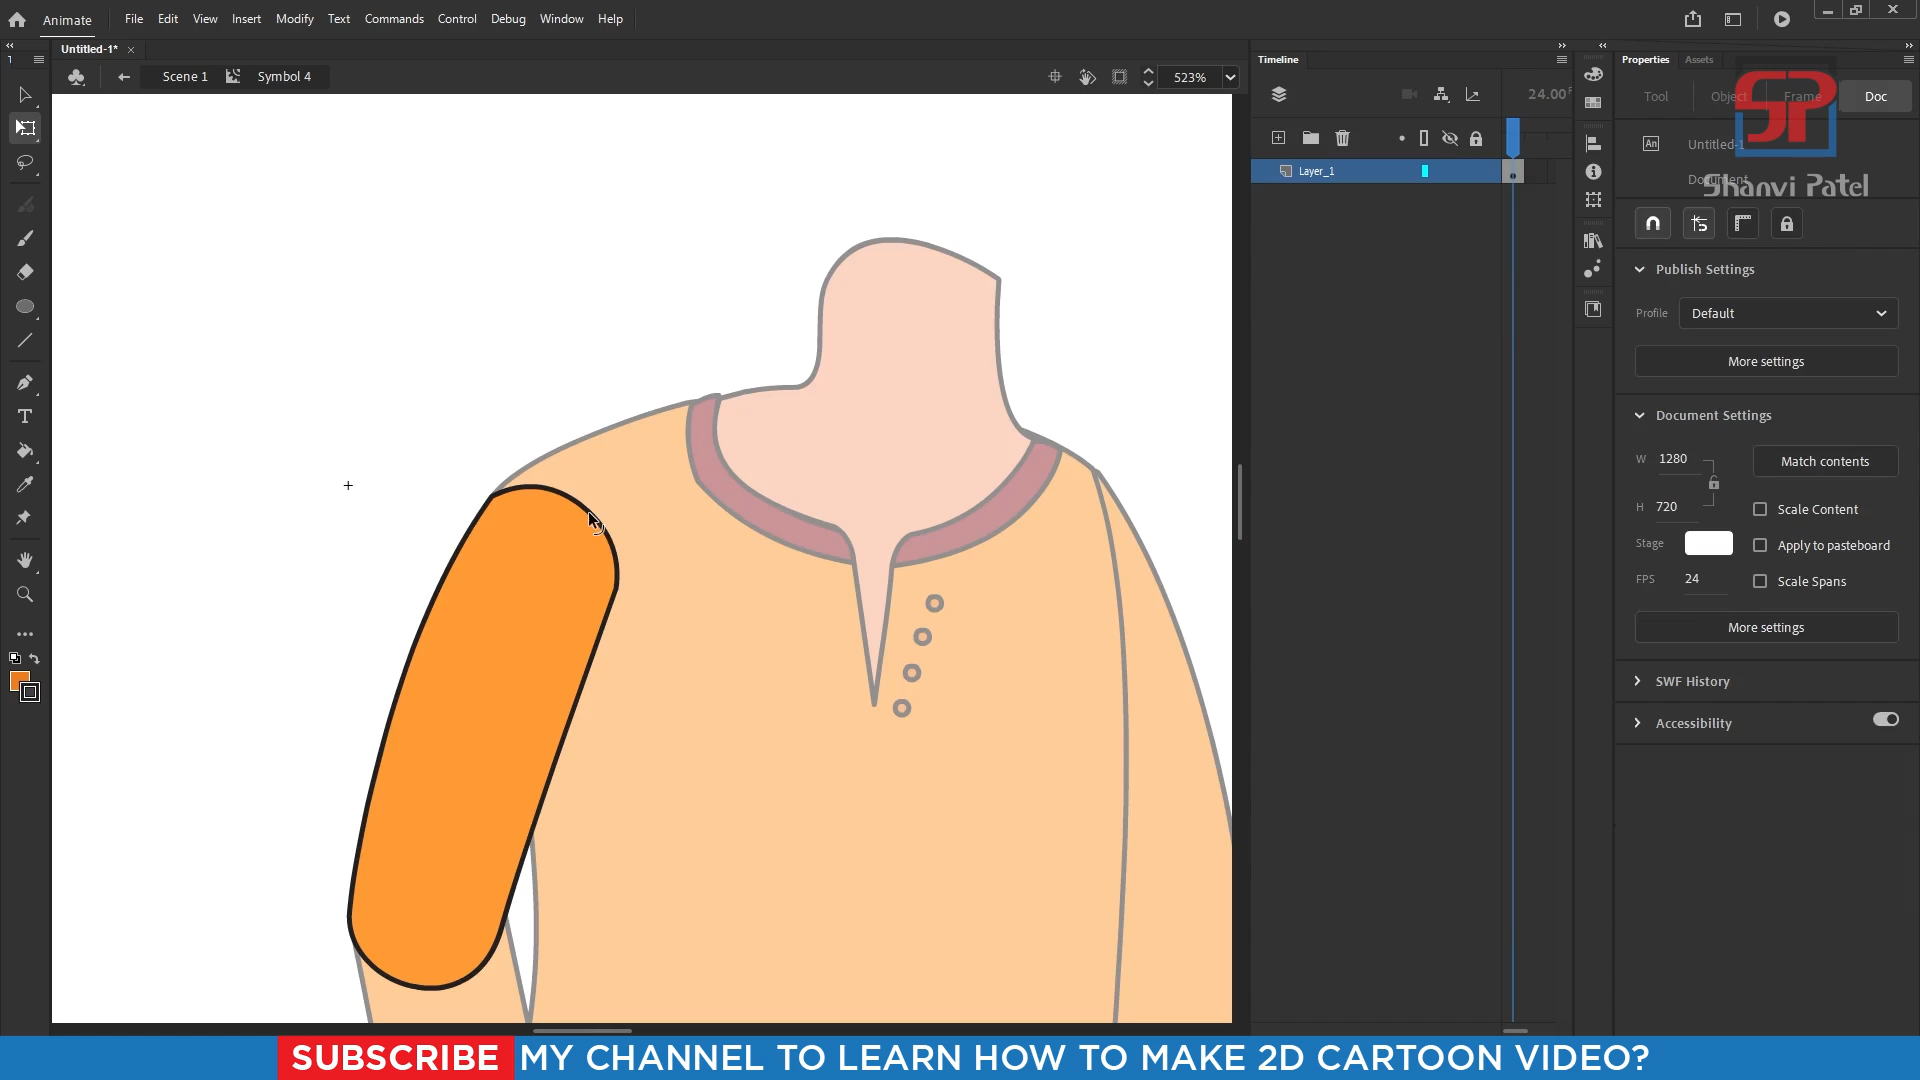 Animate File Edit View Insert Modify Text Commands Control Debug Window Help
Untitled-1* ×
Scene 1 Symbol 4 523%
Timeline
24.00
Layer_1
Properties Assets
Tool Object Frame Doc
An Untitled-1
Document
SP
Shanvi Patel
Publish Settings
Profile Default
More settings
Document Settings
W 1280 Match contents
H 720 Scale Content
Stage Apply to pasteboard
FPS 24 Scale Spans
More settings
SWF History
Accessibility
SUBSCRIBE MY CHANNEL TO LEARN HOW TO MAKE 2D CARTOON VIDEO?